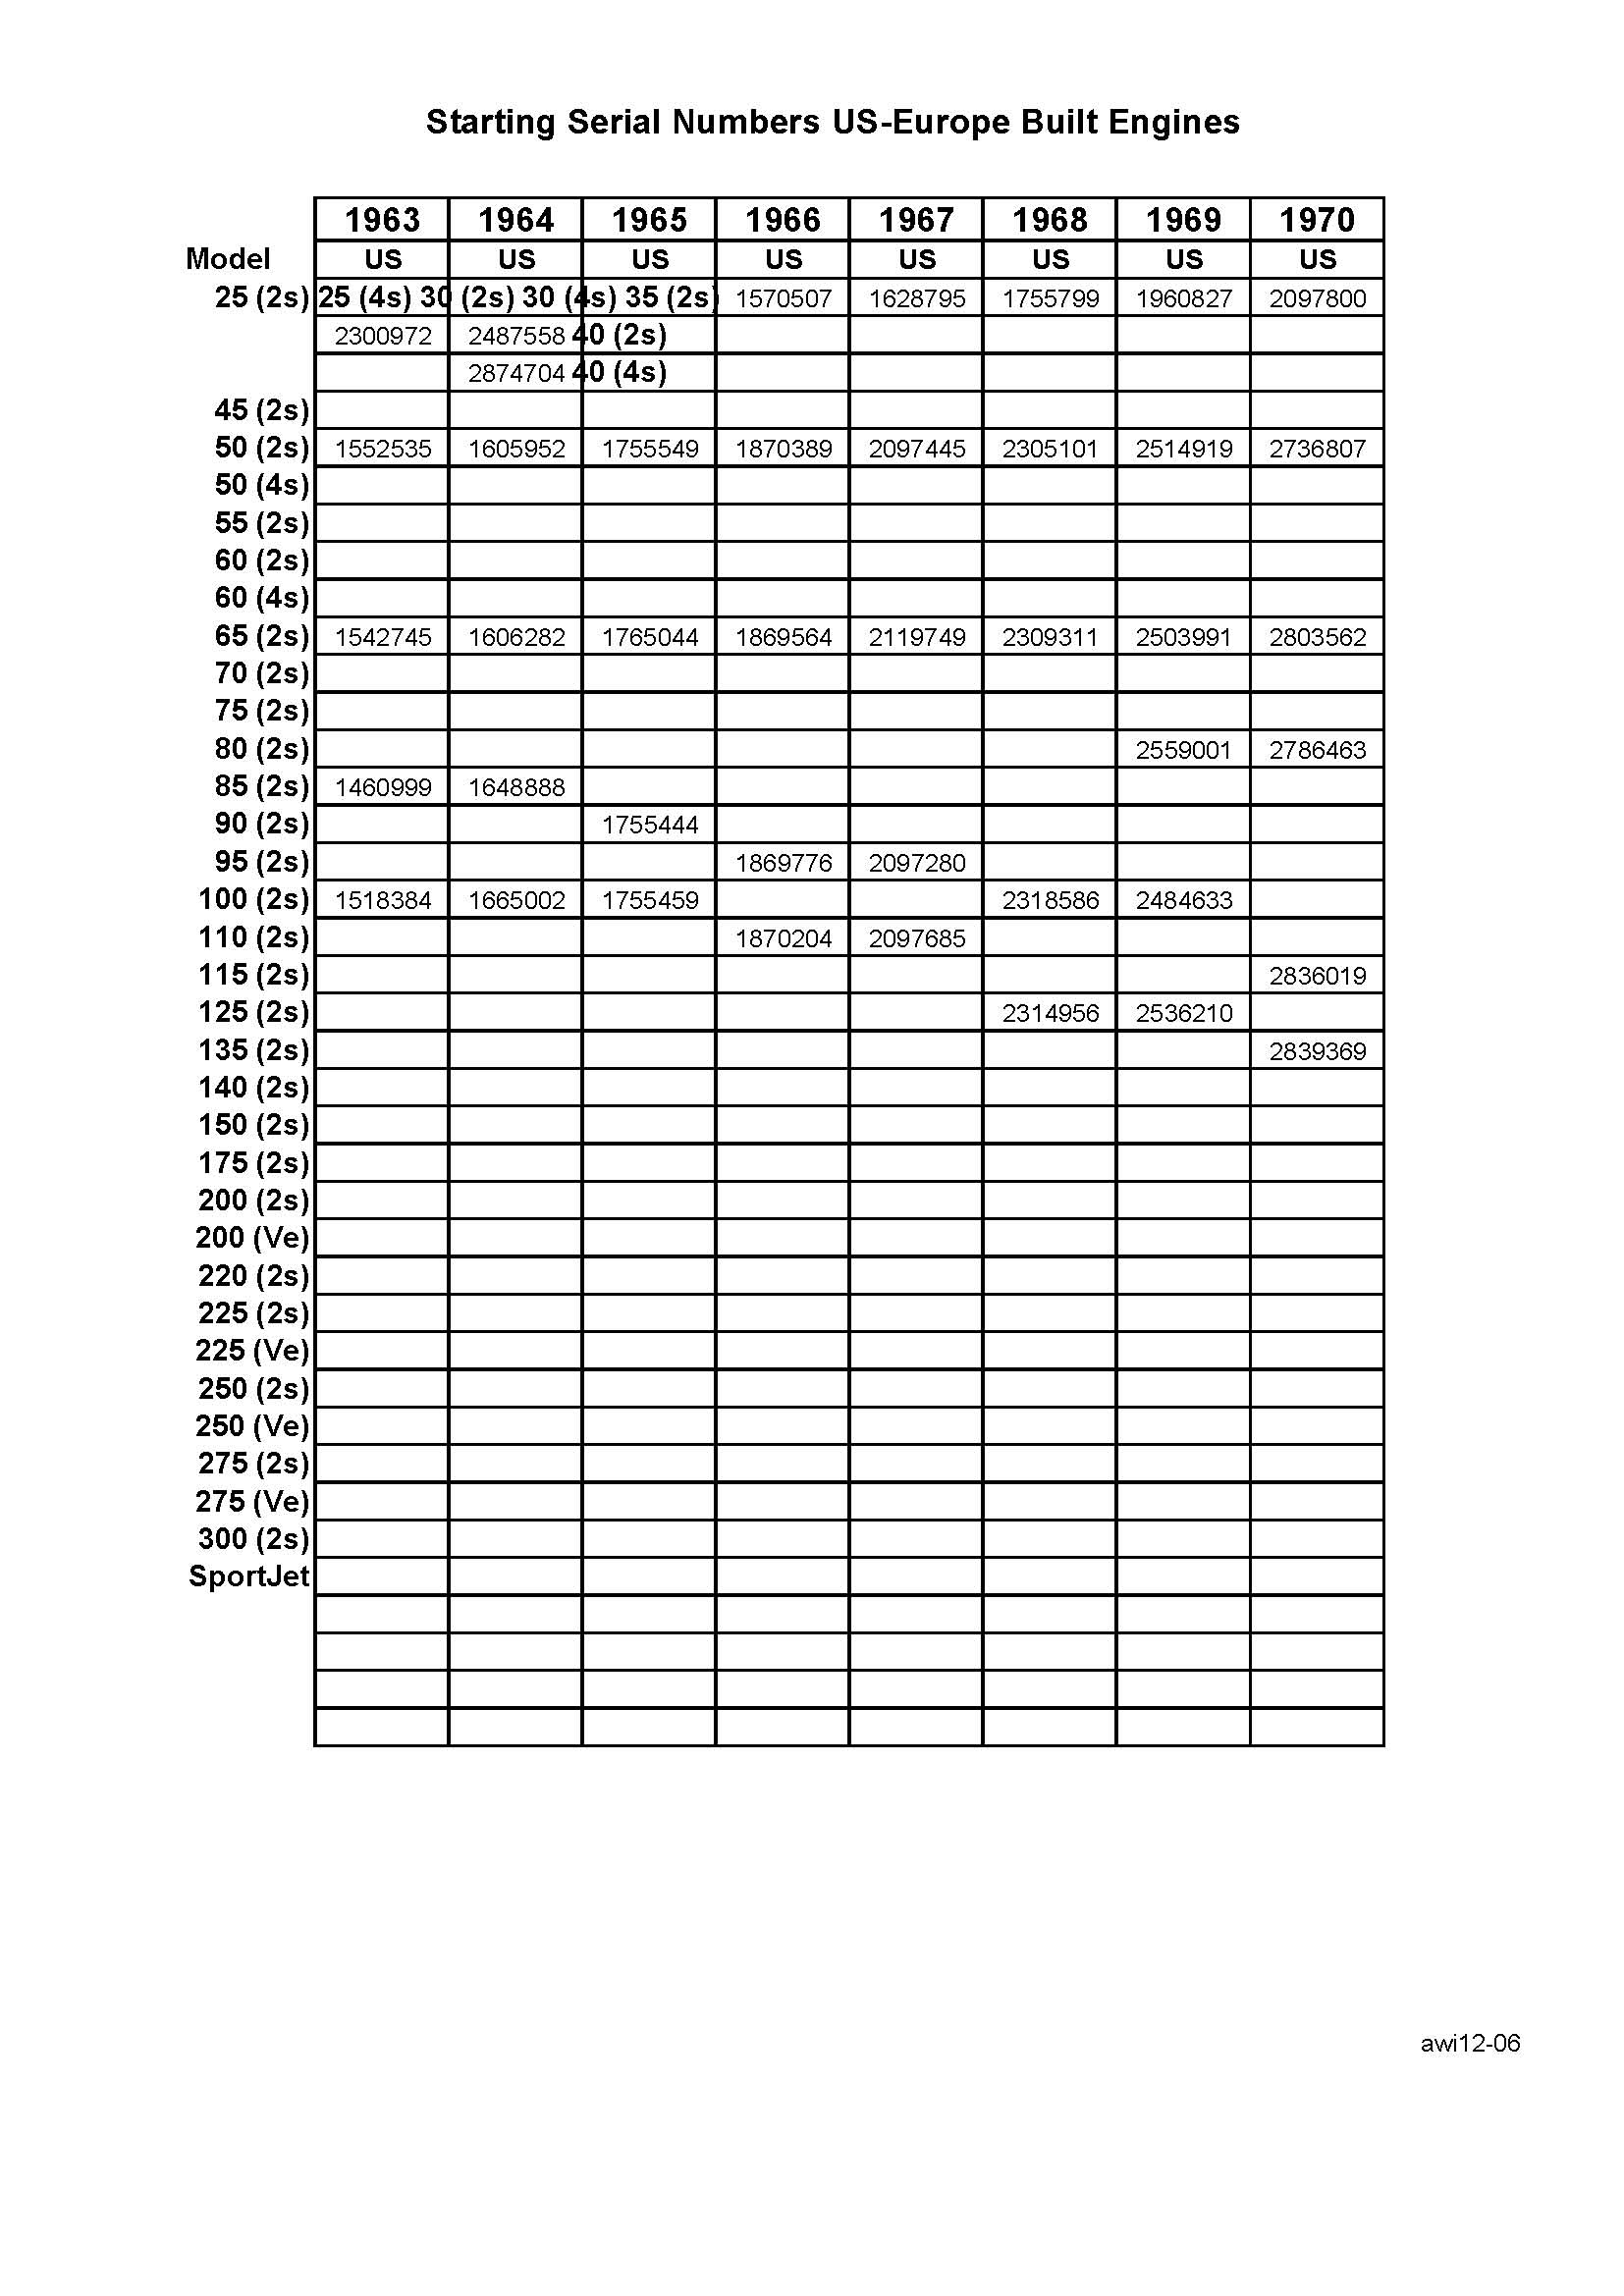 Starting Serial Numbers US-Europe Built Engines
1963 1964 1965 1966 1967 1968 1969 1970
Model US US US US US US US US
25 (2s) 25 (4s) 30 (2s) 30 (4s) 35 (2s) 1570507 1628795 1755799 1960827 2097800
2300972 2487558 40 (2s)
2874704 40 (4s)
45 (2s)
50 (2s) 1552535 1605952 1755549 1870389 2097445 2305101 2514919 2736807
50 (4s)
55 (2s)
60 (2s)
60 (4s)
65 (2s) 1542745 1606282 1765044 1869564 2119749 2309311 2503991 2803562
70 (2s)
75 (2s)
80 (2s) 2559001 2786463
85 (2s) 1460999 1648888
90 (2s) 1755444
95 (2s) 1869776 2097280
100 (2s) 1518384 1665002 1755459 2318586 2484633
110 (2s) 1870204 2097685
115 (2s) 2836019
125 (2s) 2314956 2536210
135 (2s) 2839369
140 (2s)
150 (2s)
175 (2s)
200 (2s)
200 (Ve)
220 (2s)
225 (2s)
225 (Ve)
250 (2s)
250 (Ve)
275 (2s)
275 (Ve)
300 (2s)
SportJet
awi12-06